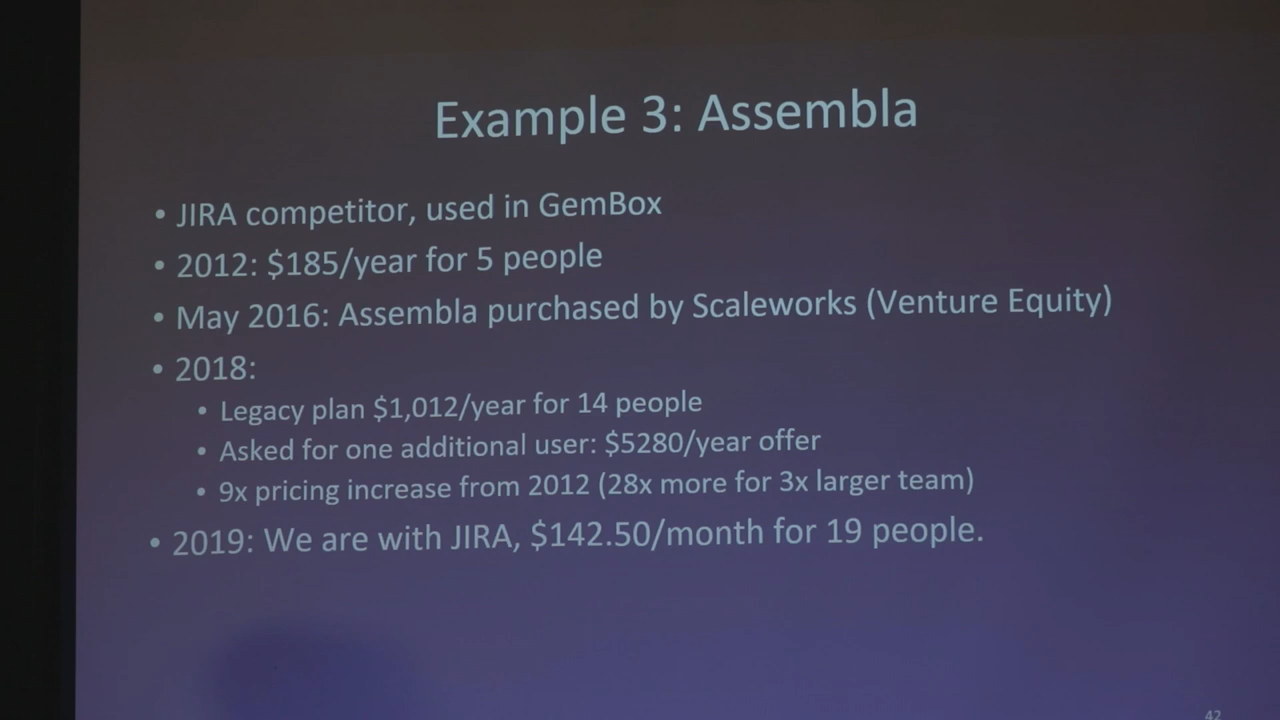 Example 3: Assembla
• JIRA competitor, used in GemBox
• 2012: $185/year for 5 people
• May 2016: Assembla purchased by Scaleworks (Venture Equity)
• 2018:
• Legacy plan $1,012/year for 14 people
• Asked for one additional user: $5280/year offer
• 9x pricing increase from 2012 (28x more for 3x larger team)
• 2019: We are with JIRA, $142.50/month for 19 people.
42